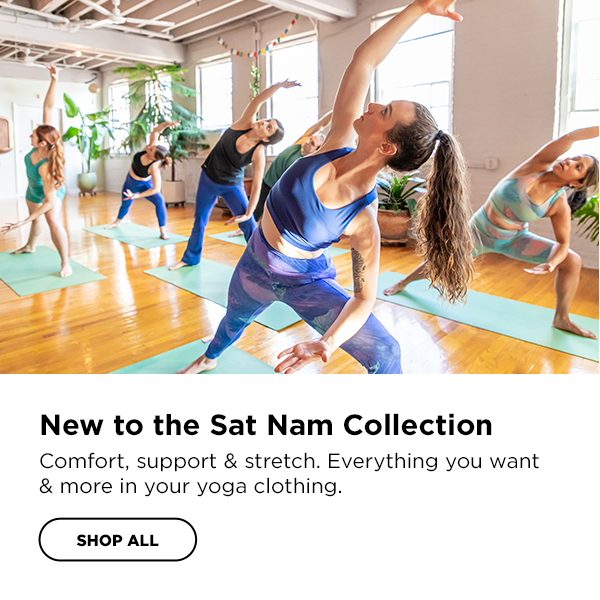 New to the Sat Nam Collection
Comfort, support & stretch. Everything you want
& more in your yoga clothing.
SHOP ALL